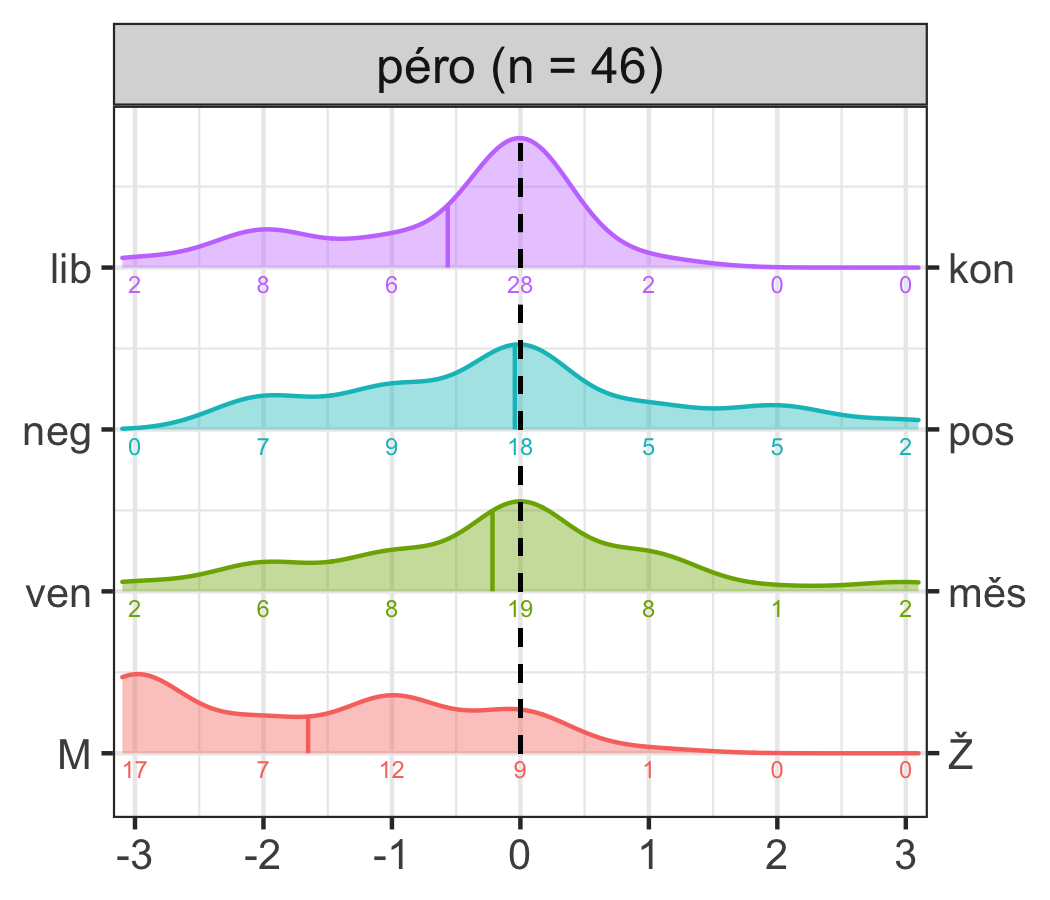 péro (n = 46)
lib kon
2 8 6 28 2 0 0
neg pos
0 7 9 18 5 5 2
ven měs
2 6 8 19 8 1 2
M Ž
17 7 12 9 1 0 0
-3 -2 -1 0 1 2 3